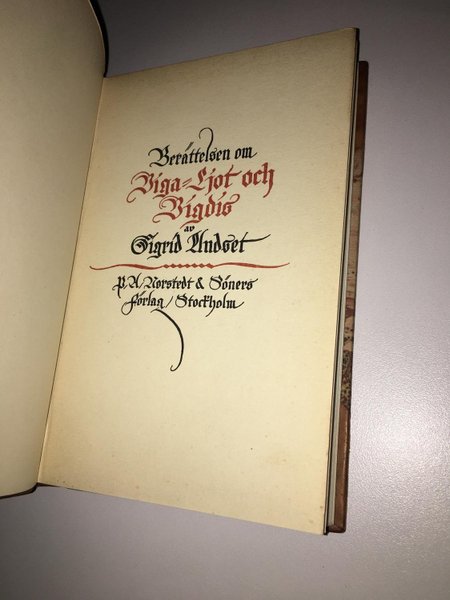 Berättelsen om
Viga-Ljot och
Vigdis
av
Sigrid Undset
P. A. Norstedt & Söners
Förlag / Stockholm